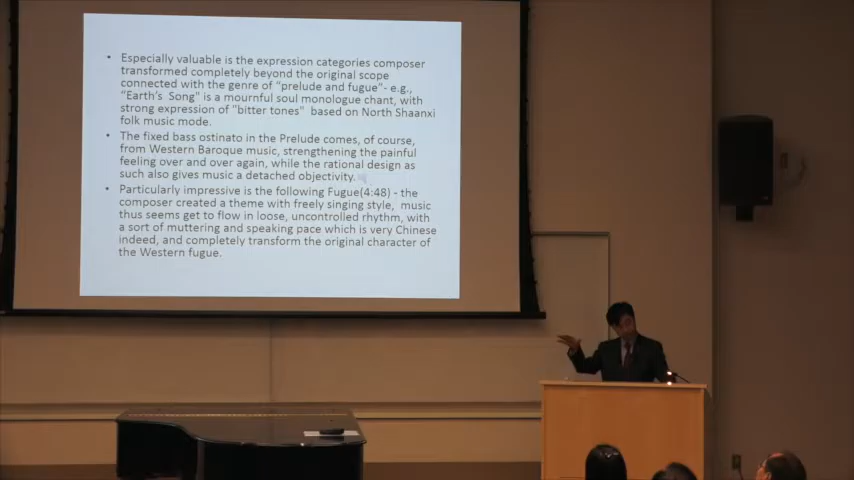 • Especially valuable is the expression categories composer
transformed completely beyond the original scope
connected with the genre of "prelude and fugue"- e.g.,
"Earth's Song" is a mournful soul monologue chant, with
strong expression of "bitter tones" based on North Shaanxi
folk music mode.
• The fixed bass ostinato in the Prelude comes, of course,
from Western Baroque music, strengthening the painful
feeling over and over again, while the rational design as
such also gives music a detached objectivity.
• Particularly impressive is the following Fugue(4:48) - the
composer created a theme with freely singing style, music
thus seems get to flow in loose, uncontrolled rhythm, with
a sort of muttering and speaking pace which is very Chinese
indeed, and completely transform the original character of
the Western fugue.